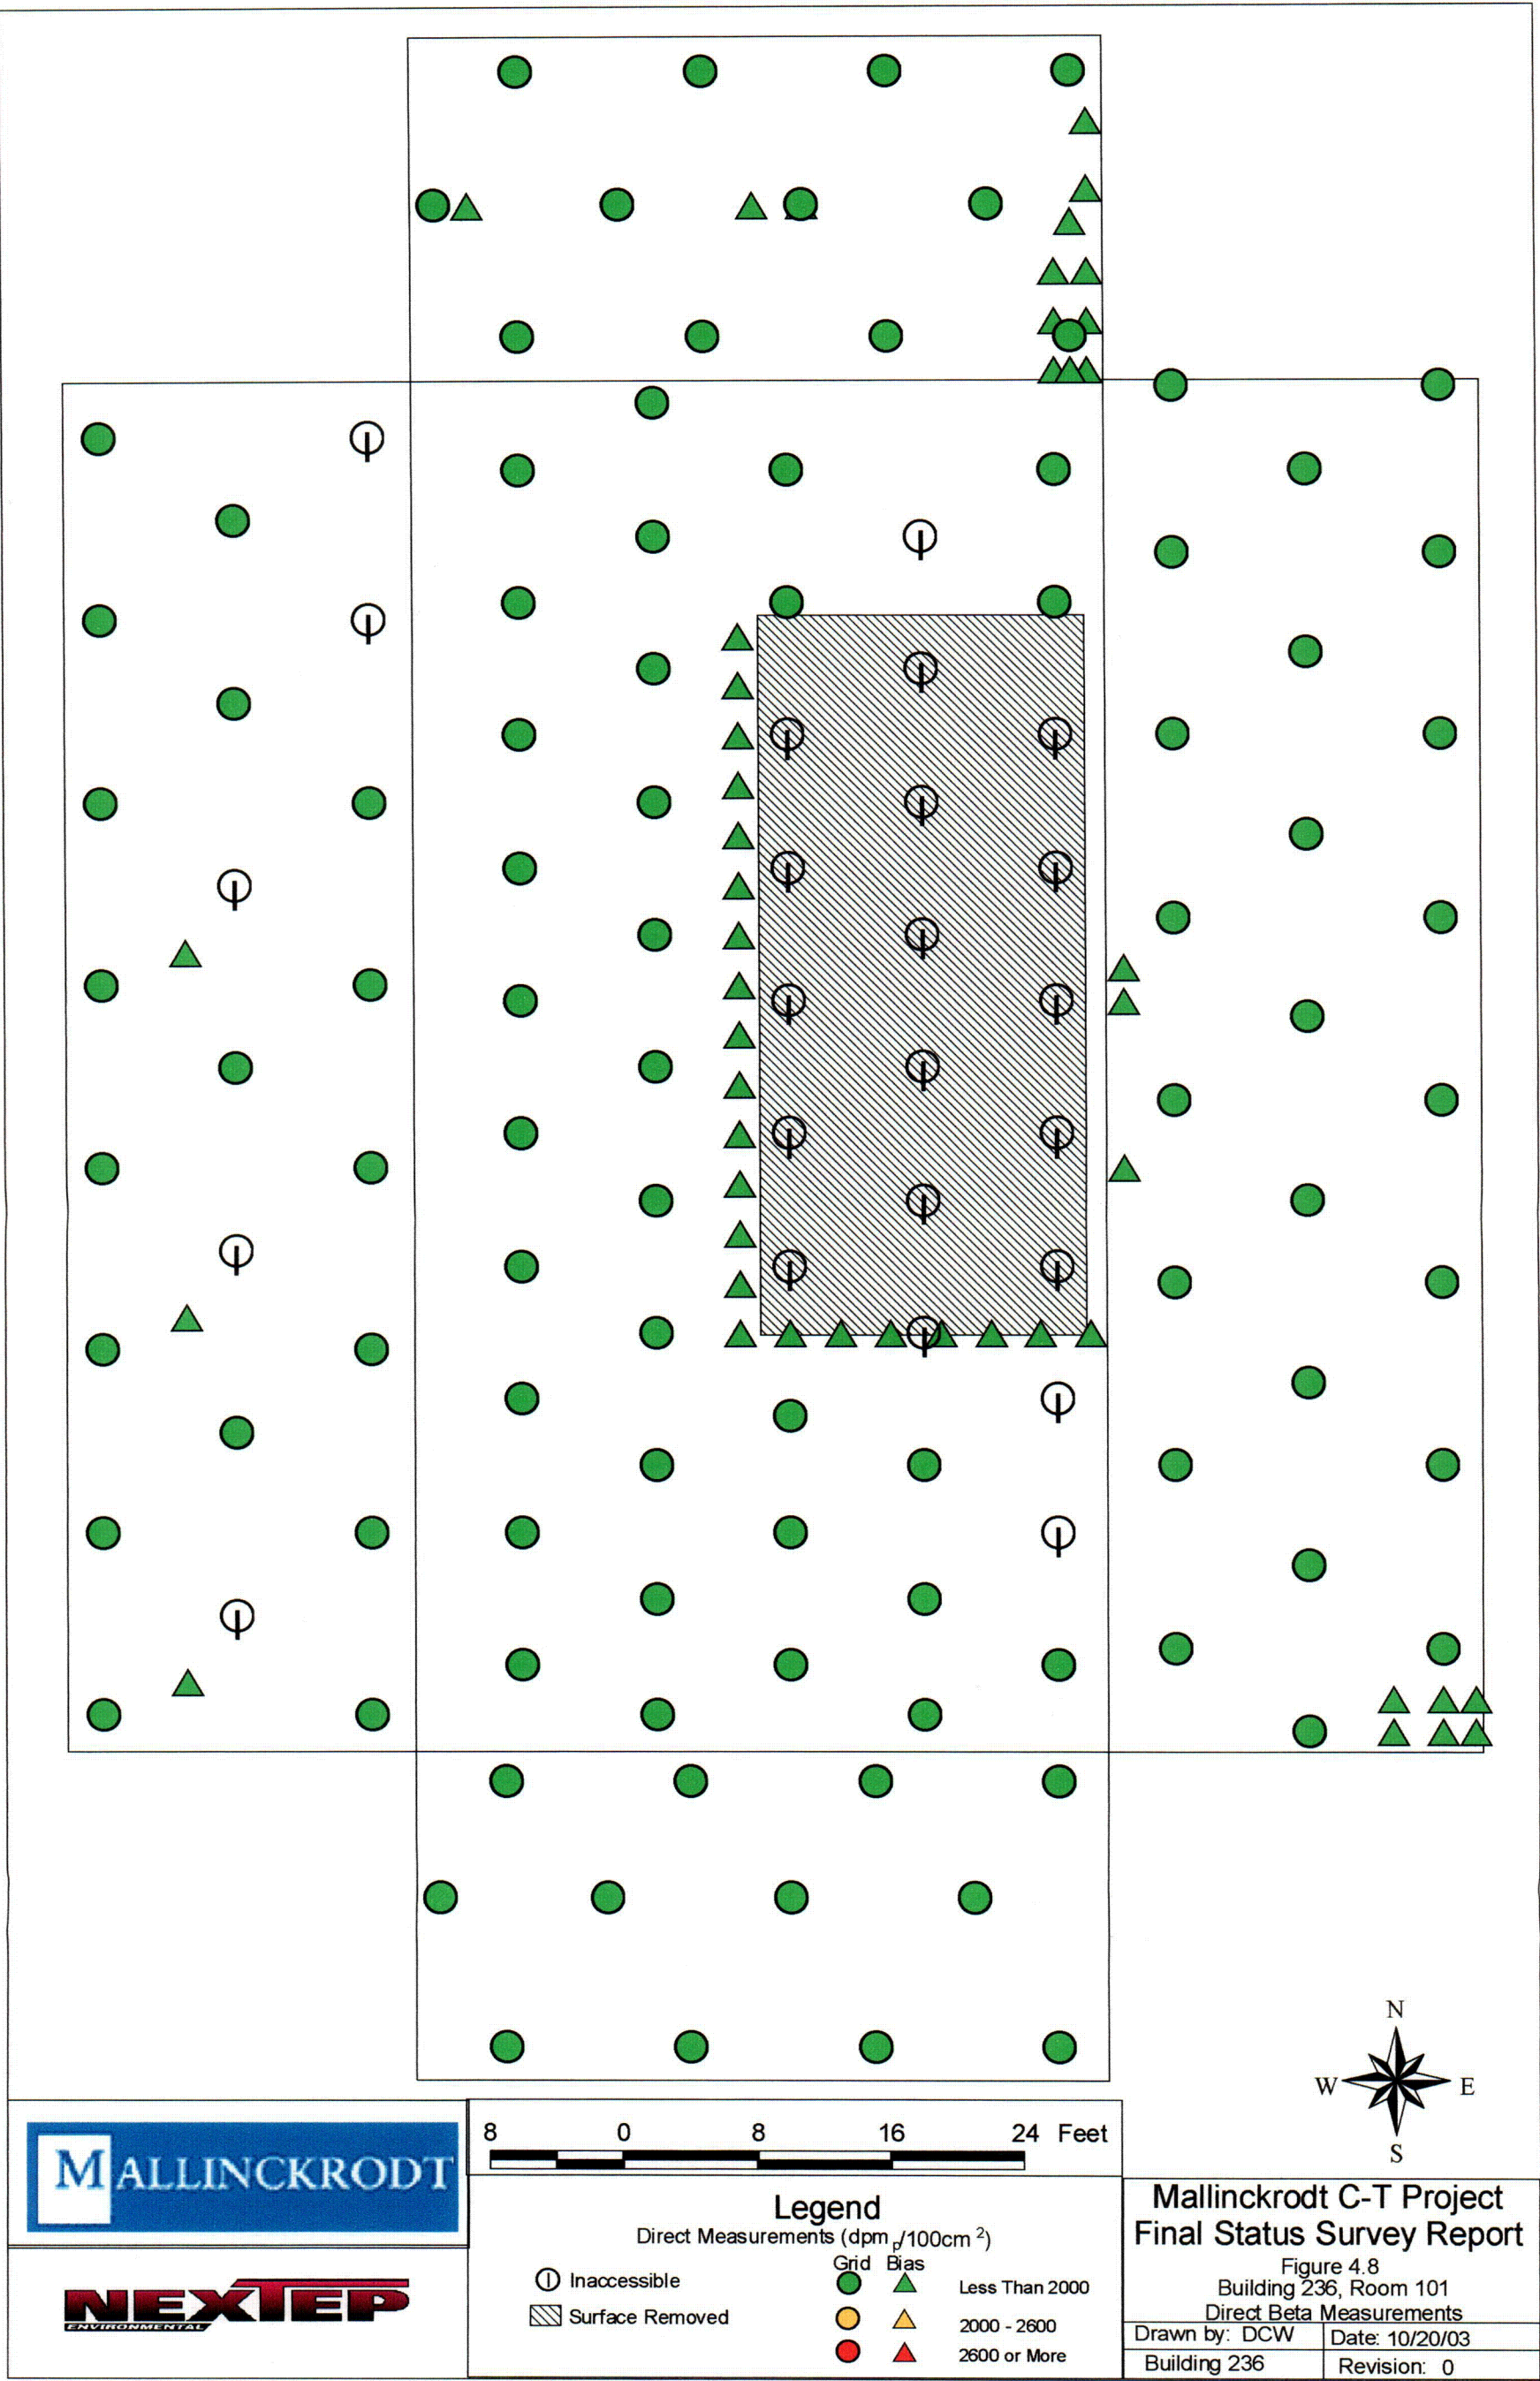 N
W E
S
8 0 8 16 24 Feet
MALLINCKRODT
NEXTEP
ENVIRONMENTAL
Legend
Direct Measurements (dpm β/100cm 2)
Grid Bias
Inaccessible
Less Than 2000
Surface Removed
2000 - 2600
2600 or More
Mallinckrodt C-T Project
Final Status Survey Report
Figure 4.8
Building 236, Room 101
Direct Beta Measurements
Drawn by: DCW
Date: 10/20/03
Building 236
Revision: 0